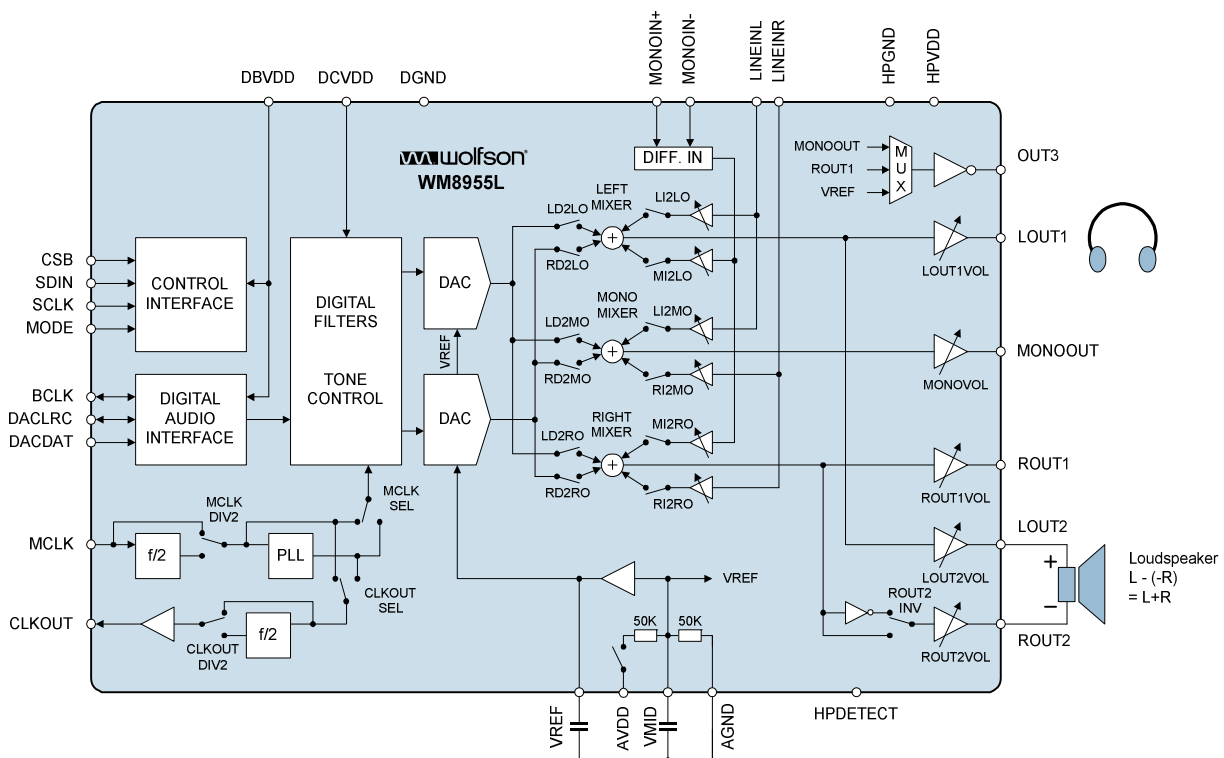 MONOIN+
MONOIN-
LINEINL
LINEINR
HPGND
HPVDD
DBVDD
DCVDD
DGND
wolfson
WM8955L
DIFF. IN
MONOOUT
ROUT1
VREF
MUX
OUT3
CSB
SDIN
SCLK
MODE
CONTROL
INTERFACE
DIGITAL
FILTERS
TONE
CONTROL
DAC
VREF
DAC
LD2LO
LEFT
MIXER
LI2LO
RD2LO
MI2LO
LOUT1VOL
LOUT1
LD2MO
MONO
MIXER
LI2MO
RD2MO
RI2MO
MONOVOL
MONOOUT
BCLK
DACLRC
DACDAT
DIGITAL
AUDIO
INTERFACE
LD2RO
RIGHT
MIXER
MI2RO
RD2RO
RI2RO
ROUT1VOL
ROUT1
MCLK
DIV2
MCLK
SEL
MCLK
f/2
PLL
CLKOUT
SEL
VREF
LOUT2VOL
LOUT2
+
−
Loudspeaker
L - (-R)
= L+R
ROUT2
INV
ROUT2VOL
ROUT2
CLKOUT
CLKOUT
DIV2
f/2
50K
50K
VREF
AVDD
VMID
AGND
HPDETECT